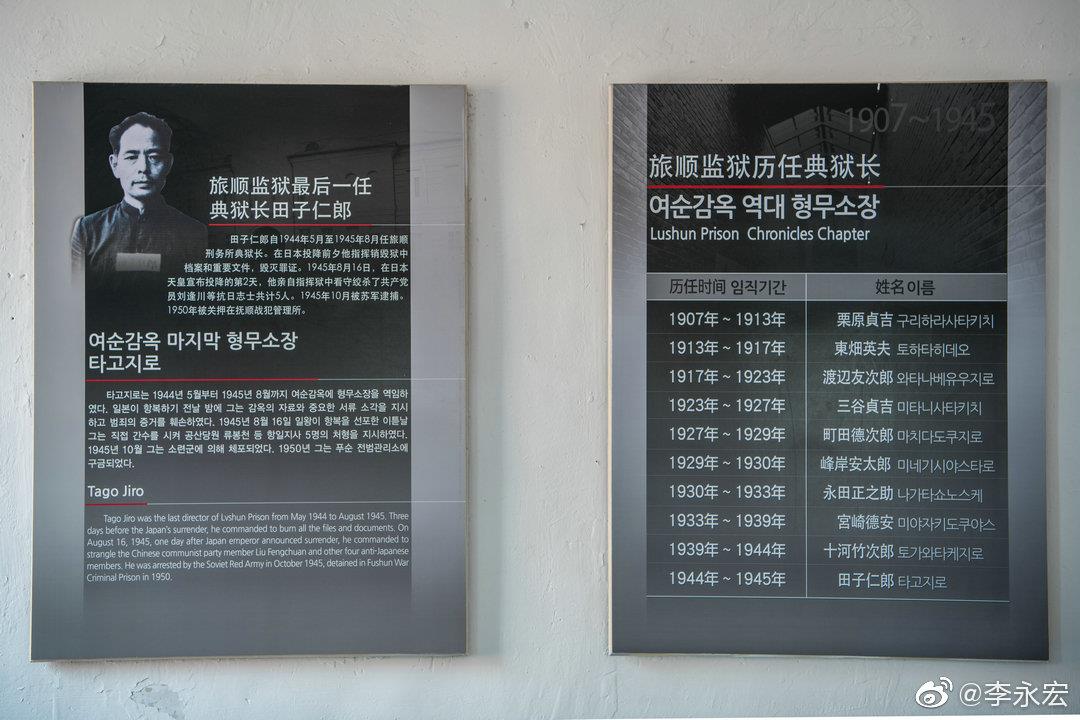 旅顺监狱最后一任
典狱长田子仁郎
田子仁郎自1944年5月至1945年8月任旅顺
刑务所典狱长。在日本投降前夕他指挥销毁狱中
档案和重要文件，毁灭罪证。1945年8月16日，在日本
天皇宣布投降的第2天，他亲自指挥狱中看守绞杀了共产党
员刘逢川等抗日志士共计5人。1945年10月被苏军逮捕。
1950年被关押在抚顺战犯管理所。
여순감옥 마지막 형무소장
타고지로
타고지로는 1944년 5월부터 1945년 8월까지 여순감옥에 형무소장을 역임하
였다. 일본이 항복하기 전날 밤에 그는 감옥의 자료와 중요한 서류 소각을 지시
하고 범죄의 증거를 훼손하였다. 1945년 8월 16일 일왕이 항복을 선포한 이튿날
그는 직접 간수를 시켜 공산당원 류봉천 등 항일지사 5명의 처형을 지시하였다.
1945년 10월 그는 소련군에 의해 체포되었다. 1950년 그는 푸순 전범관리소에
구금되었다.
Tago Jiro
Tago Jiro was the last director of Lvshun Prison from May 1944 to August 1945. Three
days before the Japan's surrender, he commanded to burn all the files and documents. On
August 16, 1945, one day after Japan emperor announced surrender, he commanded to
strangle the Chinese communist party member Liu Fengchuan and other four anti-Japanese
members. He was arrested by the Soviet Red Army in October 1945, detained in Fushun War
Criminal Prison in 1950.
1907~1945
旅顺监狱历任典狱长
여순감옥 역대 형무소장
Lushun Prison Chronicles Chapter
历任时间 임직기간 姓名 이름
1907年 ~ 1913年 栗原貞吉 구리하라사타키치
1913年 ~ 1917年 東畑英夫 토하타히데오
1917年 ~ 1923年 渡辺友次郎 와타나베유우지로
1923年 ~ 1927年 三谷貞吉 미타니사타키치
1927年 ~ 1929年 町田德次郎 마치다도쿠지로
1929年 ~ 1930年 峰岸安太郎 미네기시야스타로
1930年 ~ 1933年 永田正之助 나가타쇼노스케
1933年 ~ 1939年 宮崎德安 미야자키도쿠야스
1939年 ~ 1944年 十河竹次郎 토가와타케지로
1944年 ~ 1945年 田子仁郎 타고지로
@李永宏